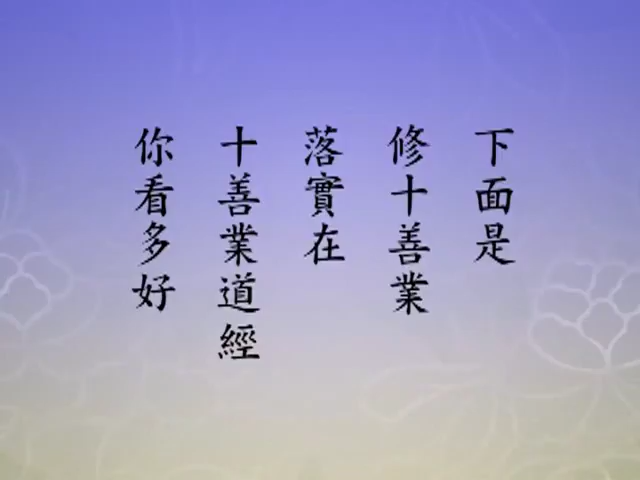 下面是
修十善業
落實在
十善業道經
你看多好